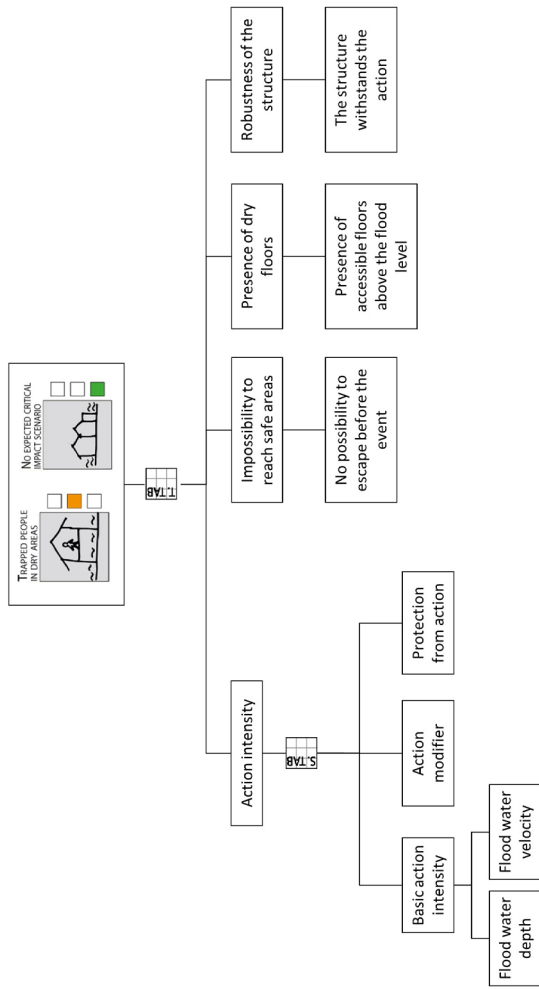 TRAPPED PEOPLE
IN DRY AREAS
NO EXPECTED CRITICAL
IMPACT SCENARIO
T.TAB
Action intensity
Impossibility to
reach safe areas
Presence of dry
floors
Robustness of the
structure
S.TAB
No possibility to
escape before the
event
Presence of
accessible floors
above the flood
level
The structure
withstands the
action
Basic action
intensity
Action
modifier
Protection
from action
Flood water
depth
Flood water
velocity